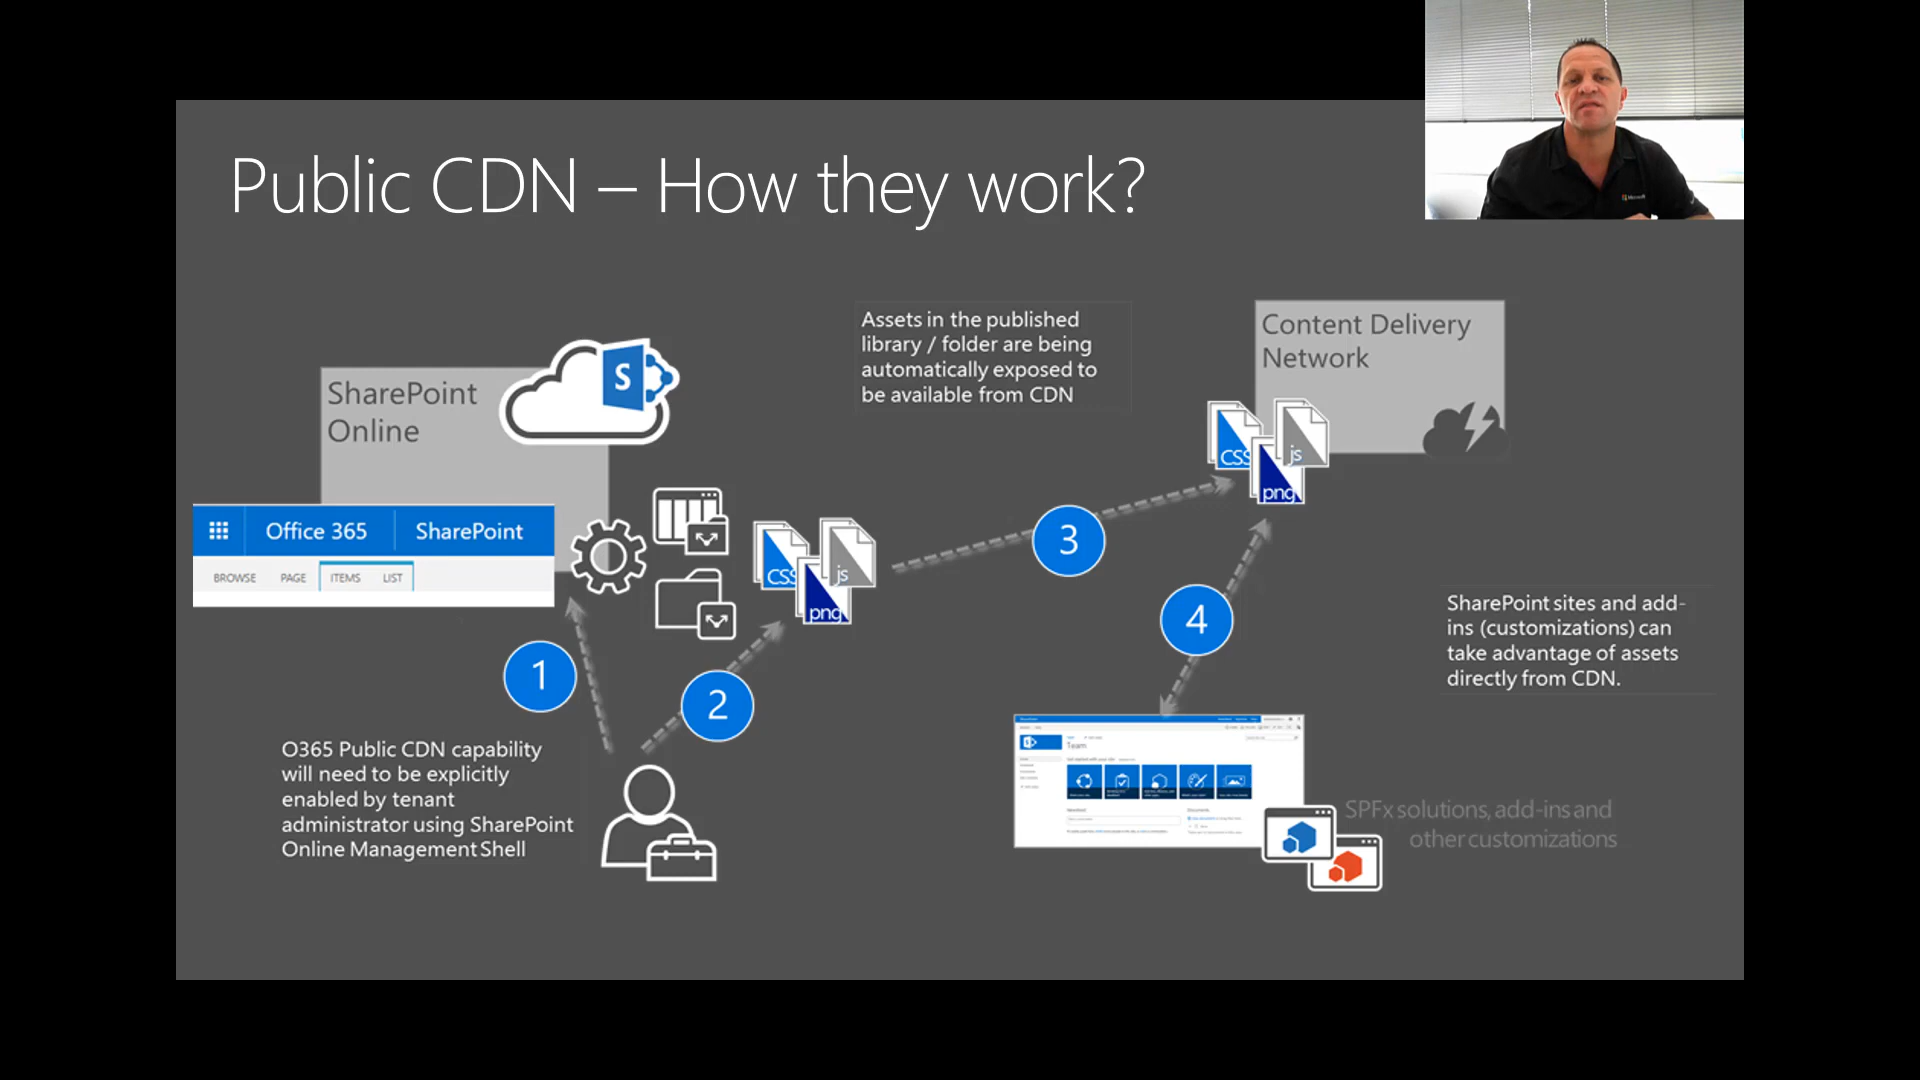 Public CDN – How they work?
Assets in the published
library / folder are being
automatically exposed to
be available from CDN
Content Delivery
Network
SharePoint
Online
S
CSS
js
png
Office 365
SharePoint
BROWSE
PAGE
ITEMS
LIST
CSS
js
png
3
4
1
2
SharePoint sites and add-
ins (customizations) can
take advantage of assets
directly from CDN.
O365 Public CDN capability
will need to be explicitly
enabled by tenant
administrator using SharePoint
Online Management Shell
Team
SPFx solutions, add-ins and
other customizations
Microsoft